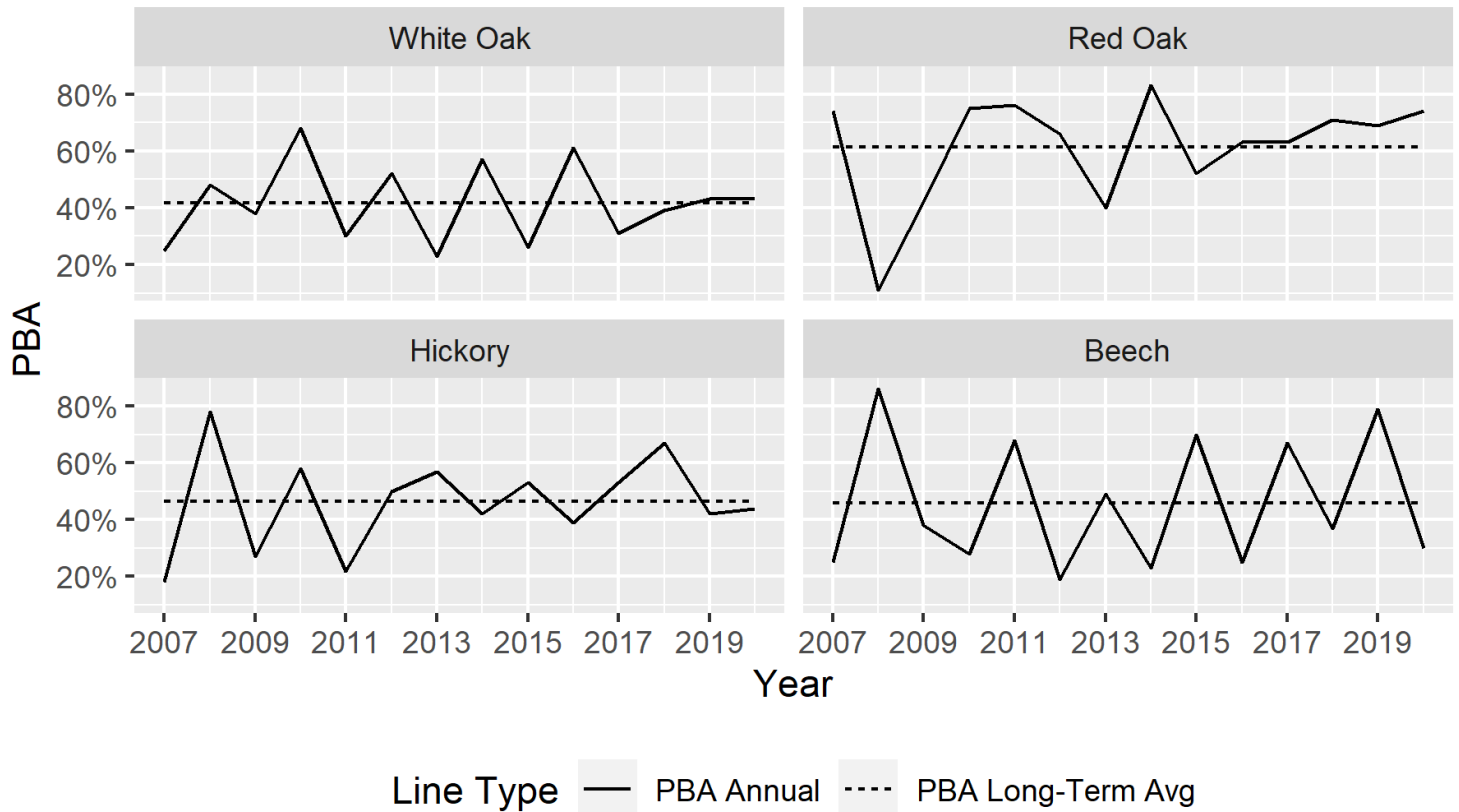 White Oak
Red Oak
80%
60%
40%
20%
PBA
Hickory
Beech
80%
60%
40%
20%
2007 2009 2011 2013 2015 2017 2019
2007 2009 2011 2013 2015 2017 2019
Year
Line Type PBA Annual PBA Long-Term Avg